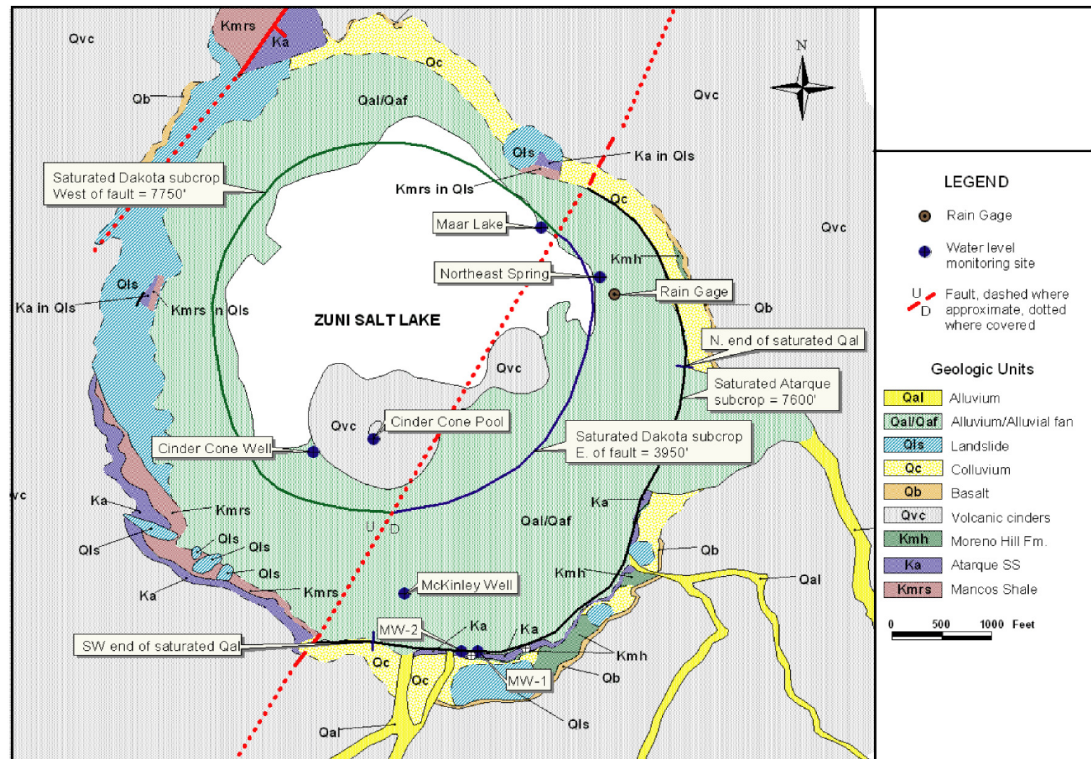 Kmrs
Qvc
Ka
Qc
Qvc
Qb
Qal/Qaf
N
Qls
Ka in Qls
Saturated Dakota subcrop
West of fault = 7750'
Kmrs in Qls
Qc
Maar Lake
Qvc
Kmh
Northeast Spring
Rain Gage
Qls
Qb
Ka in Qls
Kmrs in Qls
ZUNI SALT LAKE
N. end of saturated Qal
Qvc
Saturated Atarque
subcrop = 7600'
Qvc
Cinder Cone Pool
Cinder Cone Well
Saturated Dakota subcrop
E. of fault = 3950'
vc
Ka
Ka
Kmrs
U D
Qal/Qaf
Qls
Qls
Qls
Qb
Qls
Kmh
Qal
Ka
Kmrs
McKinley Well
MW-2
Ka
Ka
SW end of saturated Qal
Kmh
Qc
MW-1
Qb
Qc
Qls
Qal
LEGEND
Rain Gage
Water level
monitoring site
U
D
Fault, dashed where
approximate, dotted
where covered
Geologic Units
Qal Alluvium
Qal/Qaf Alluvium/Alluvial fan
Qls Landslide
Qc Colluvium
Qb Basalt
Qvc Volcanic cinders
Kmh Moreno Hill Fm.
Ka Atarque SS
Kmrs Mancos Shale
0 500 1000 Feet